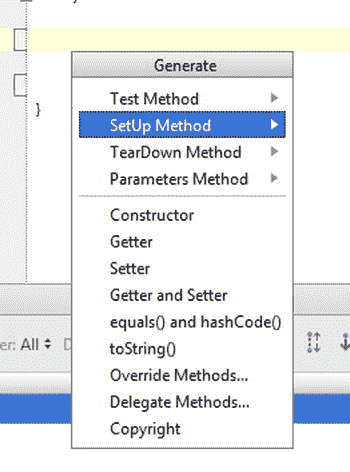 Generate
}
Test Method
SetUp Method
TearDown Method
Parameters Method
Constructor
Getter
Setter
Getter and Setter
equals() and hashCode()
er: All
toString()
Override Methods...
Delegate Methods...
Copyright